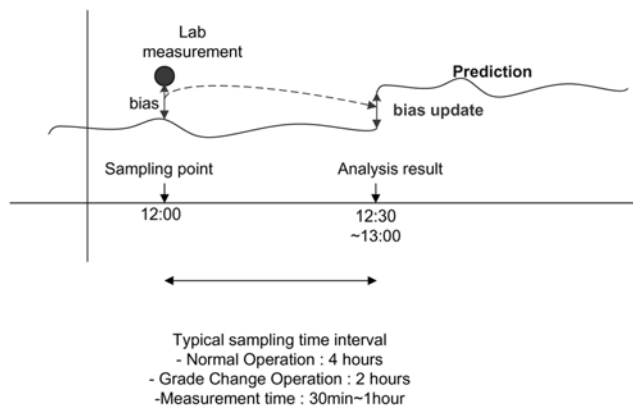 Lab
measurement
Prediction
bias
bias update
Sampling point
Analysis result
12:00
12:30
~13:00
Typical sampling time interval
- Normal Operation : 4 hours
- Grade Change Operation : 2 hours
-Measurement time : 30min~1hour